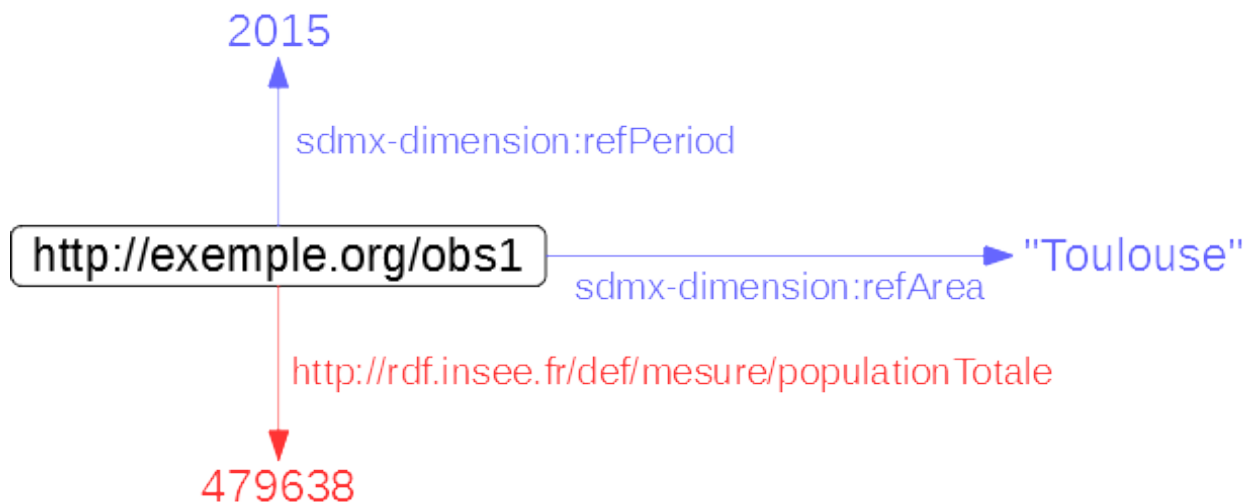 2015
sdmx-dimension:refPeriod
http://exemple.org/obs1
"Toulouse"
sdmx-dimension:refArea
http://rdf.insee.fr/def/mesure/populationTotale
479638